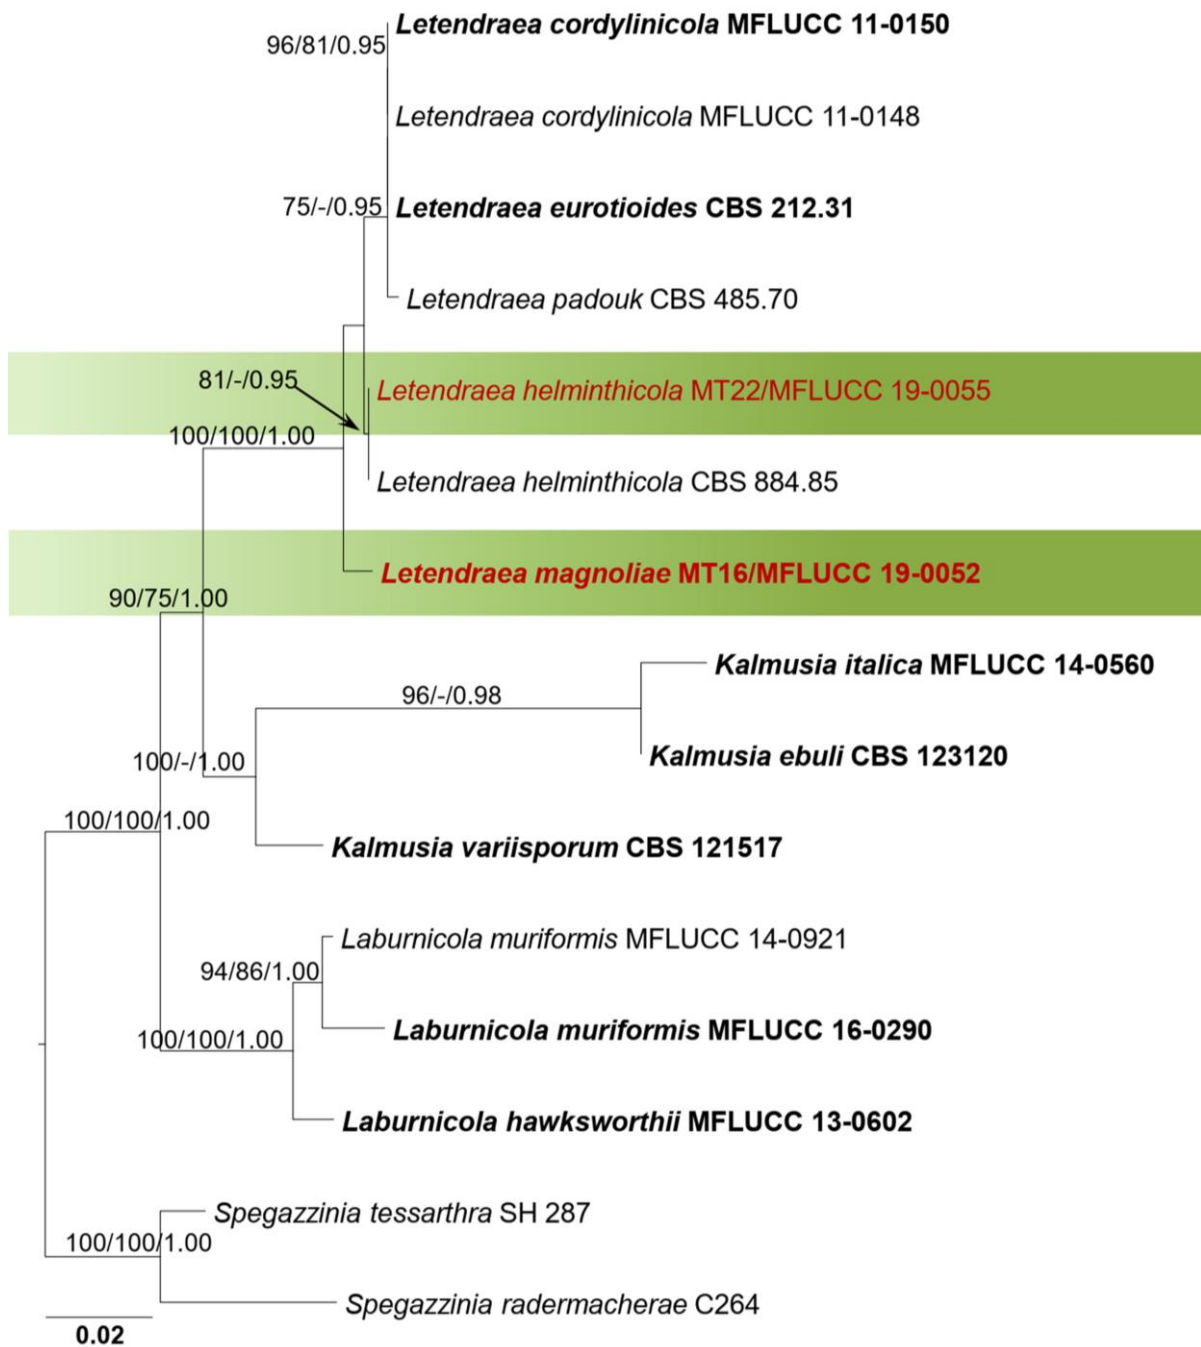 Letendraea cordylinicola MFLUCC 11-0150
96/81/0.95
Letendraea cordylinicola MFLUCC 11-0148
75/-/0.95
Letendraea eurotioides CBS 212.31
Letendraea padouk CBS 485.70
81/-/0.95
Letendraea helminthicola MT22/MFLUCC 19-0055
100/100/1.00
Letendraea helminthicola CBS 884.85
Letendraea magnoliae MT16/MFLUCC 19-0052
90/75/1.00
Kalmusia italica MFLUCC 14-0560
96/-/0.98
Kalmusia ebuli CBS 123120
100/-/1.00
100/100/1.00
Kalmusia variisporum CBS 121517
Laburnicola muriformis MFLUCC 14-0921
94/86/1.00
Laburnicola muriformis MFLUCC 16-0290
100/100/1.00
Laburnicola hawksworthii MFLUCC 13-0602
Spegazzinia tessarthra SH 287
100/100/1.00
Spegazzinia radermacherae C264
0.02